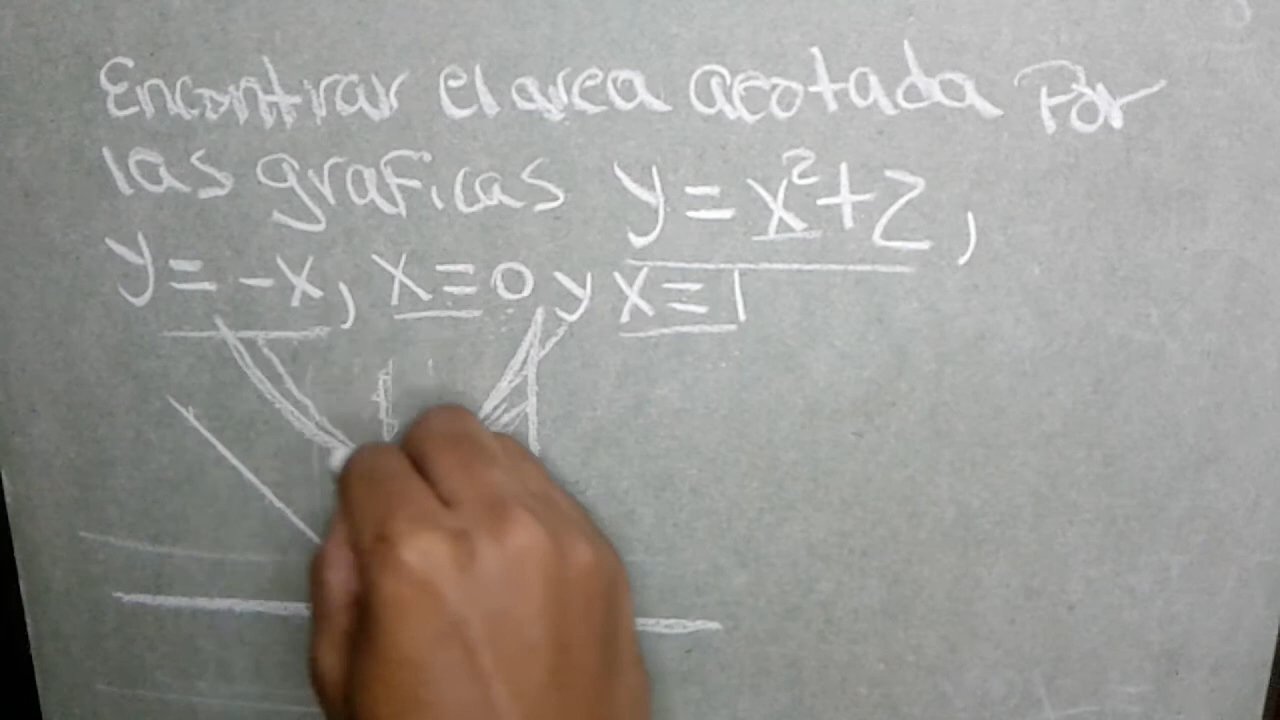 Encontrar el area acotada Por
las graficas y = x²+2,
y = -x, x = 0 y x = 1